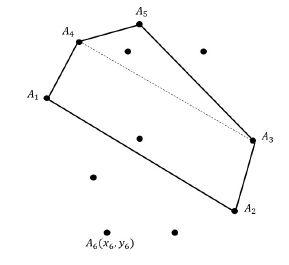 A₅
A₄
A₁
A₃
A₂
A₆(x₆, y₆)